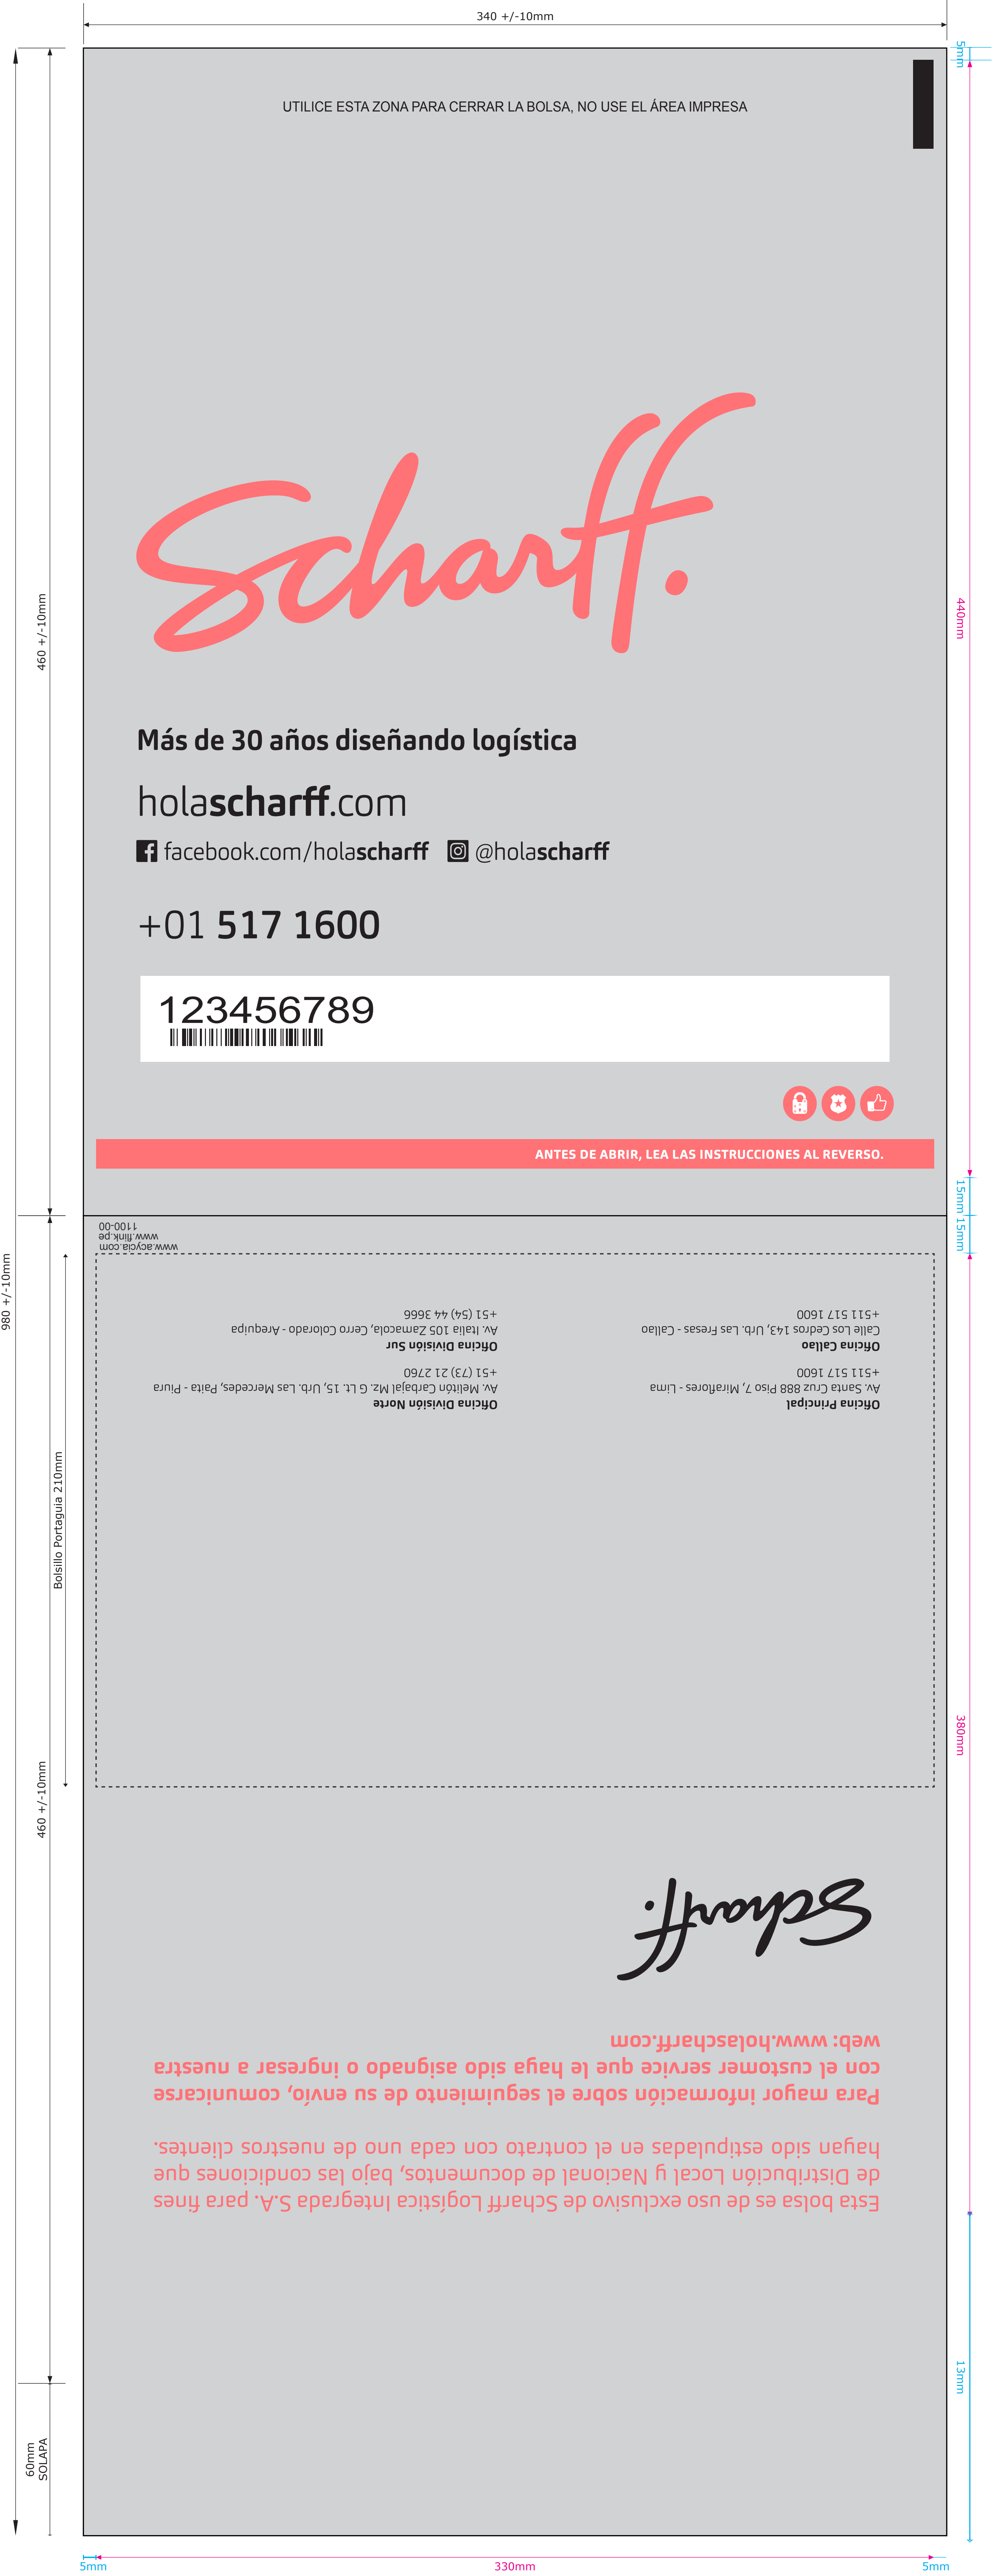 340 +/-10mm
5mm
UTILICE ESTA ZONA PARA CERRAR LA BOLSA, NO USE EL ÁREA IMPRESA
Scharff.
460 +/-10mm
440mm
Más de 30 años diseñando logística
holascharff.com
facebook.com/holascharff @holascharff
+01 517 1600
123456789
ANTES DE ABRIR, LEA LAS INSTRUCCIONES AL REVERSO.
15mm
15mm
980 +/-10mm
460 +/-10mm
Bolsillo Portaguia 210mm
380mm
Esta bolsa es de uso exclusivo de Scharff Logística Integrada S.A. para fines
de Distribución Local y Nacional de documentos, bajo las condiciones que
hayan sido estipuladas en el contrato con cada uno de nuestros clientes.
Para mayor información sobre el seguimiento de su envío, comunicarse
con el customer service que le haya sido asignado o ingresar a nuestra
web: www.holascharff.com
Scharff.
Oficina Principal
Av. Santa Cruz 888 Piso 7, Miraflores - Lima
+511 517 1600
Oficina Callao
Calle Los Cedros 143, Urb. Las Fresas - Callao
+511 517 1600
Oficina División Norte
Av. Melitón Carbajal Mz. G Lt. 15, Urb. Las Mercedes, Paita - Piura
+51 (73) 21 2760
Oficina División Sur
Av. Italia 105 Zamacola, Cerro Colorado - Arequipa
+51 (54) 44 3666
www.acycia.com
www.flink.pe
1100-00
13mm
60mm
SOLAPA
5mm
330mm
5mm